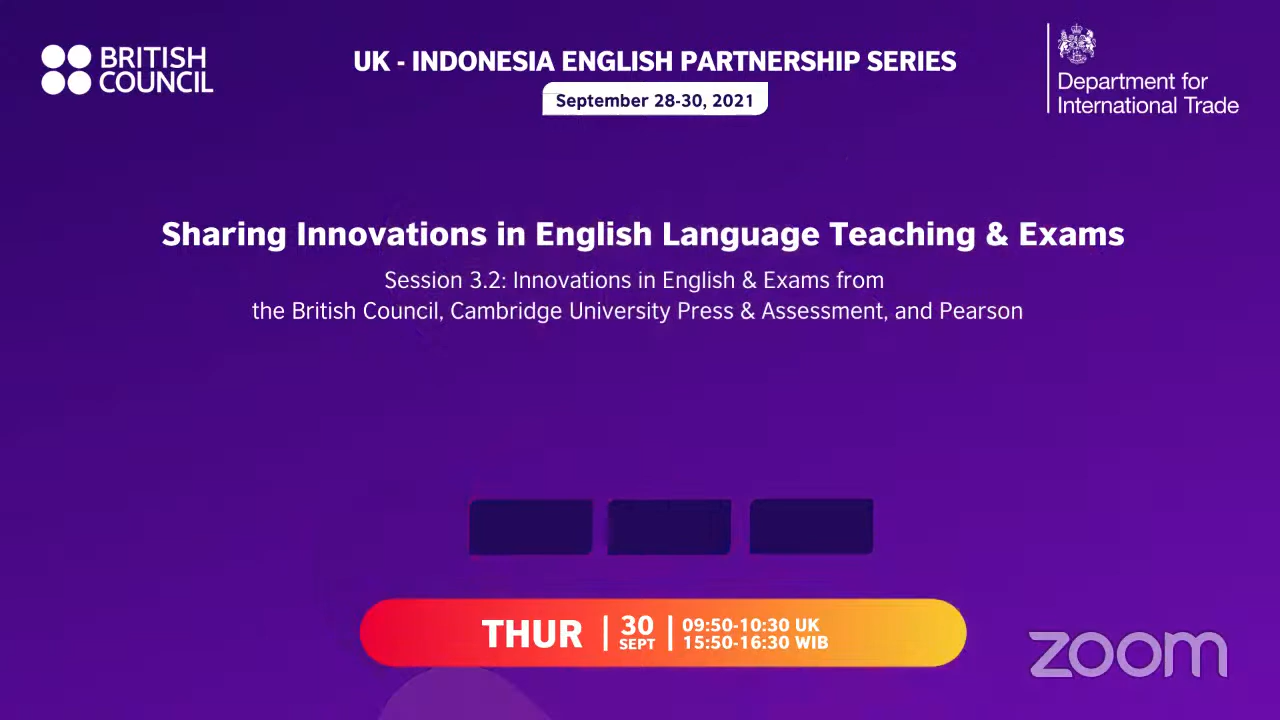 BRITISH
COUNCIL
UK - INDONESIA ENGLISH PARTNERSHIP SERIES
September 28-30, 2021
Department for
International Trade
Sharing Innovations in English Language Teaching & Exams
Session 3.2: Innovations in English & Exams from
the British Council, Cambridge University Press & Assessment, and Pearson
THUR
30
SEPT
09:50-10:30 UK
15:50-16:30 WIB
zoom